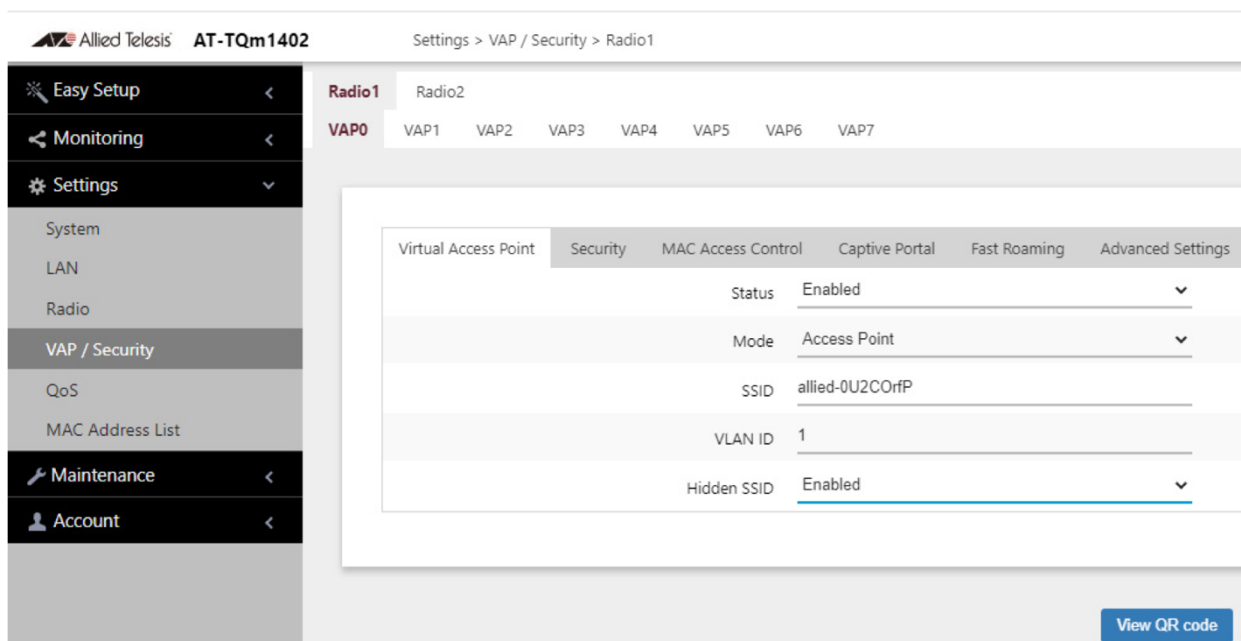 Allied Telesis AT-TQm1402 Settings > VAP / Security > Radio1
Easy Setup
Monitoring
Settings
System
LAN
Radio
VAP / Security
QoS
MAC Address List
Maintenance
Account
Radio1 Radio2
VAP0 VAP1 VAP2 VAP3 VAP4 VAP5 VAP6 VAP7
Virtual Access Point Security MAC Access Control Captive Portal Fast Roaming Advanced Settings
Status Enabled
Mode Access Point
SSID allied-0U2COrfP
VLAN ID 1
Hidden SSID Enabled
View QR code